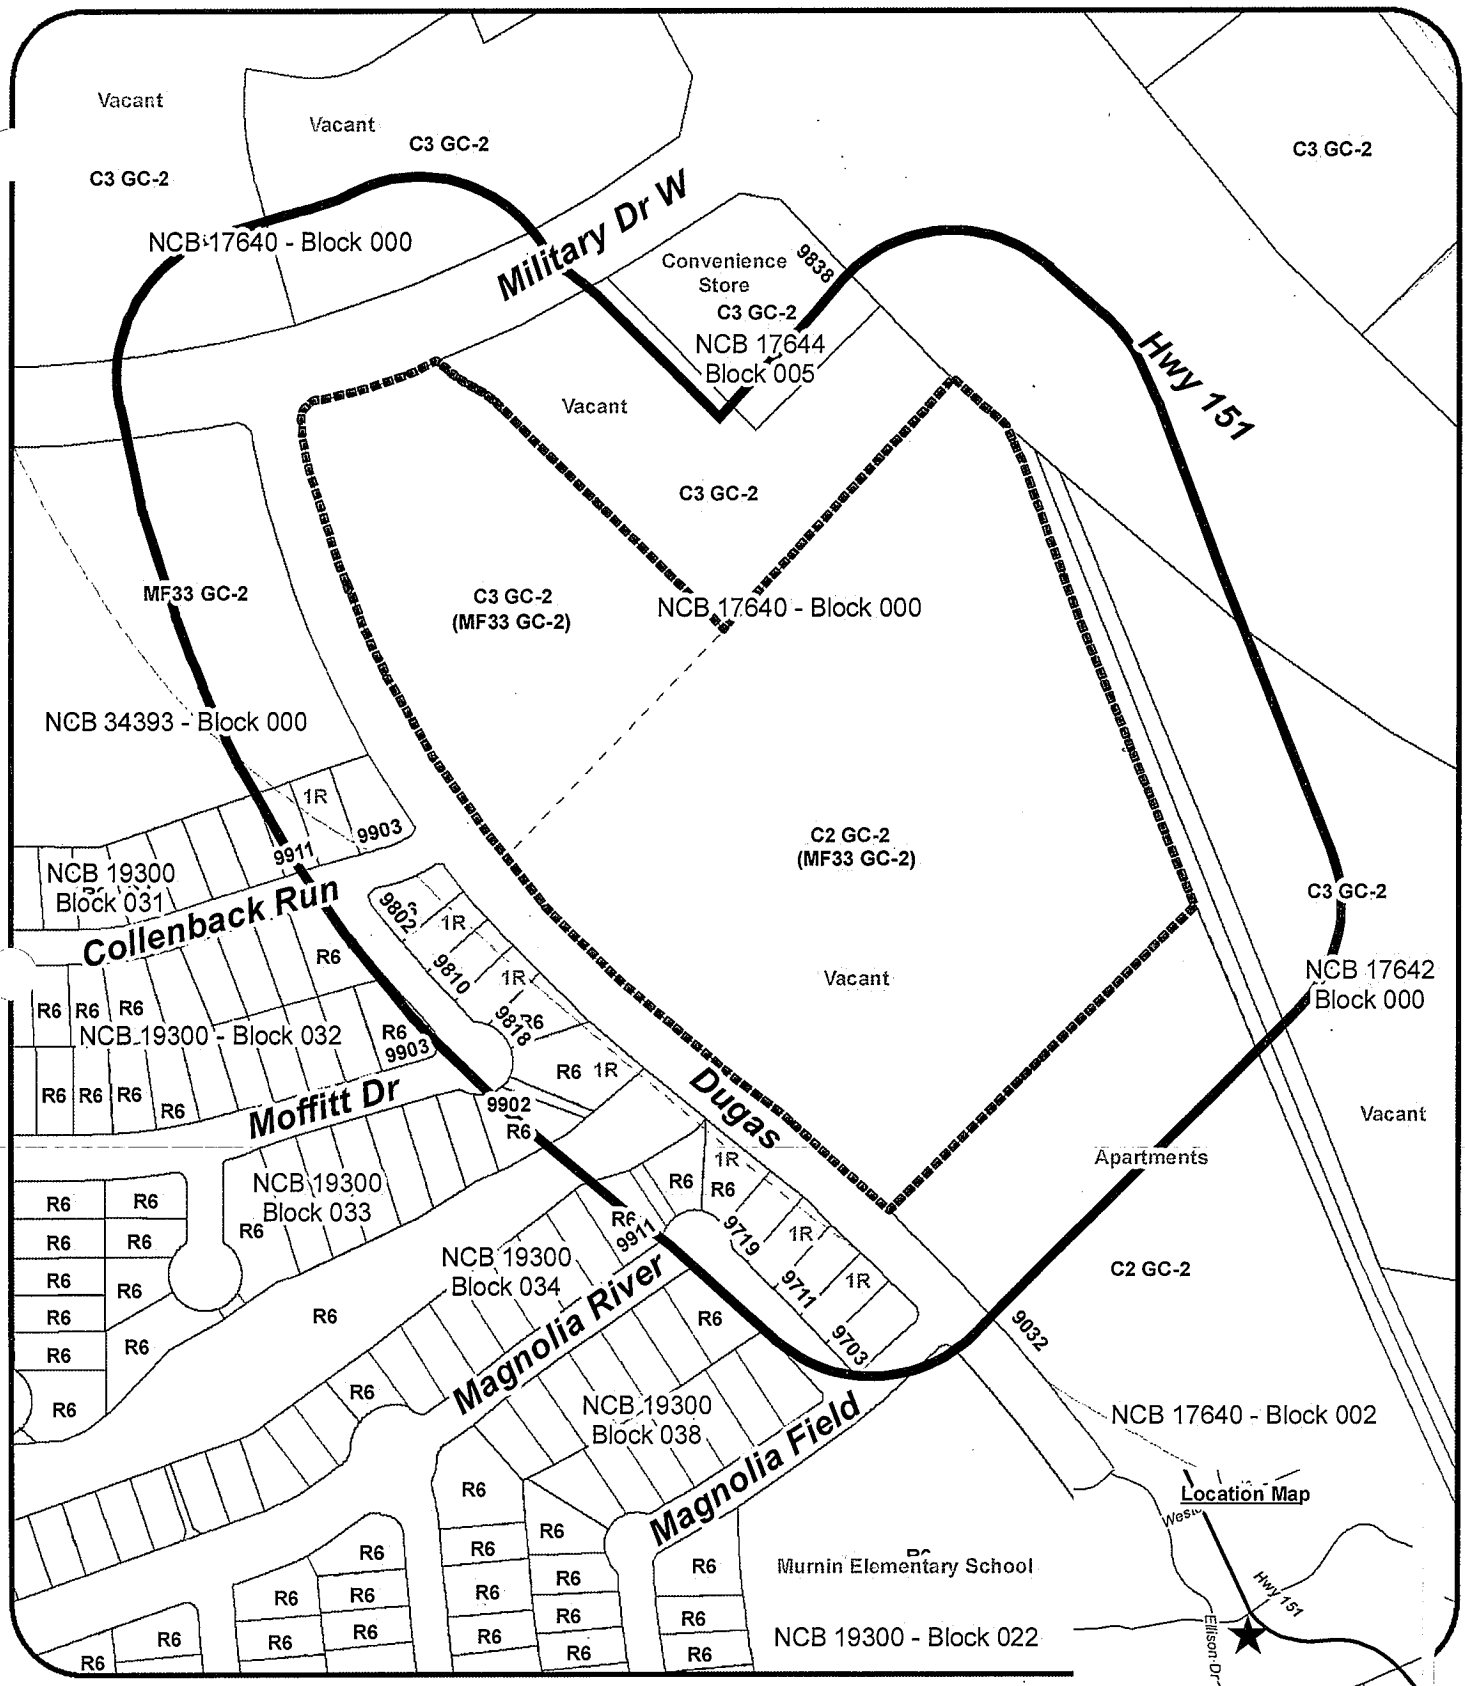 Vacant
Vacant
C3 GC-2
C3 GC-2
C3 GC-2
NCB 17640 - Block 000
Military Dr W
Convenience
Store
9838
C3 GC-2
NCB 17644
Block 005
Hwy 151
Vacant
C3 GC-2
MF33 GC-2
C3 GC-2
(MF33 GC-2)
NCB 17640 - Block 000
NCB 34393 - Block 000
1R
9903
9911
C2 GC-2
(MF33 GC-2)
NCB 19300
Block 031
C3 GC-2
Collenback Run
9802
1R
R6
9810
1R
Vacant
NCB 17642
Block 000
R6
R6
R6
9818
R6
NCB 19300 - Block 032
R6
9903
R6
1R
R6
R6
R6
R6
Moffitt Dr
9902
R6
Dugas
Vacant
Apartments
1R
NCB 19300
Block 033
R6
R6
R6
R6
R6
R6
9911
R6
R6
R6
9719
1R
NCB 19300
Block 034
C2 GC-2
R6
R6
9711
1R
Magnolia River
R6
R6
R6
9703
9032
R6
R6
R6
R6
NCB 19300
Block 038
Magnolia Field
NCB 17640 - Block 002
R6
R6
Location Map
R6
R6
R6
R6
Murnin Elementary School
R6
R6
R6
R6
Hwy 151
R6
R6
R6
R6
R6
R6
R6
R6
R6
NCB 19300 - Block 022
Ellison Dr